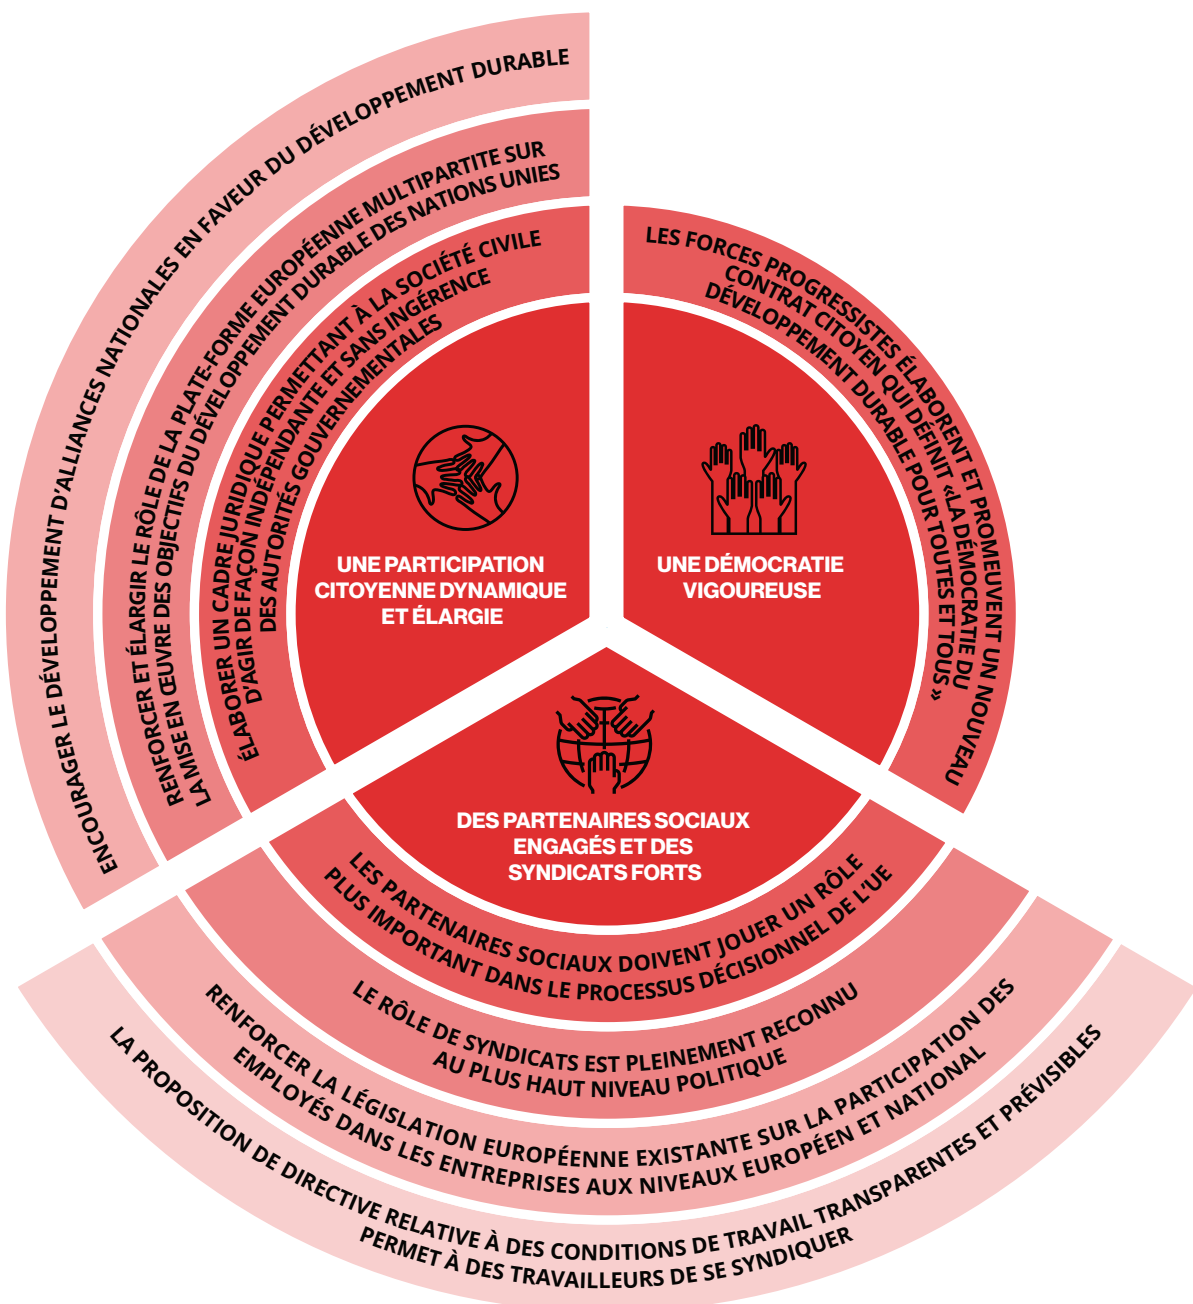 ENCOURAGER LE DÉVELOPPEMENT D'ALLIANCES NATIONALES EN FAVEUR DU DÉVELOPPEMENT DURABLE
RENFORCER ET ÉLARGIR LE RÔLE DE LA PLATE-FORME EUROPÉENNE MULTIPARTITE SUR
LA MISE EN ŒUVRE DES OBJECTIFS DU DÉVELOPPEMENT DURABLE DES NATIONS UNIES
ÉLABORER UN CADRE JURIDIQUE PERMETTANT À LA SOCIÉTÉ CIVILE
D'AGIR DE FAÇON INDÉPENDANTE ET SANS INGÉRENCE
DES AUTORITÉS GOUVERNEMENTALES
UNE PARTICIPATION
CITOYENNE DYNAMIQUE
ET ÉLARGIE
LES FORCES PROGRESSISTES ÉLABORENT ET PROMEUVENT UN NOUVEAU
CONTRAT CITOYEN QUI DÉFINIT «LA DÉMOCRATIE DU
DÉVELOPPEMENT DURABLE POUR TOUTES ET TOUS »
UNE DÉMOCRATIE
VIGOUREUSE
DES PARTENAIRES SOCIAUX
ENGAGÉS ET DES
SYNDICATS FORTS
LES PARTENAIRES SOCIAUX DOIVENT JOUER UN RÔLE
PLUS IMPORTANT DANS LE PROCESSUS DÉCISIONNEL DE L'UE
LE RÔLE DE SYNDICATS EST PLEINEMENT RECONNU
AU PLUS HAUT NIVEAU POLITIQUE
RENFORCER LA LÉGISLATION EUROPÉENNE EXISTANTE SUR LA PARTICIPATION DES
EMPLOYÉS DANS LES ENTREPRISES AUX NIVEAUX EUROPÉEN ET NATIONAL
LA PROPOSITION DE DIRECTIVE RELATIVE À DES CONDITIONS DE TRAVAIL TRANSPARENTES ET PRÉVISIBLES
PERMET À DES TRAVAILLEURS DE SE SYNDIQUER